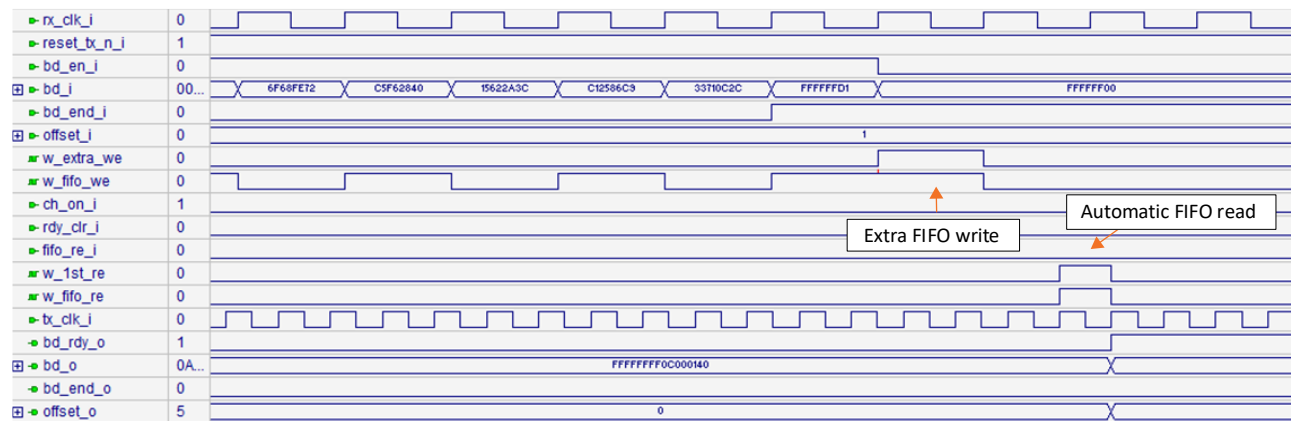 rx_clk_i 0
reset_tx_n_i 1
bd_en_i 0
bd_i 00... 6F68FE72 C5F62840 15622A3C C12586C9 33710C2C FFFFFFD1 FFFFFF00
bd_end_i 0
offset_i 0 1
w_extra_we 0
w_fifo_we 0
ch_on_i 1
Automatic FIFO read
rdy_clr_i 0
Extra FIFO write
fifo_re_i 0
w_1st_re 0
w_fifo_re 0
tx_clk_i 0
bd_rdy_o 1
bd_o 0A... FFFFFFFF0C000140
bd_end_o 0
offset_o 5 0